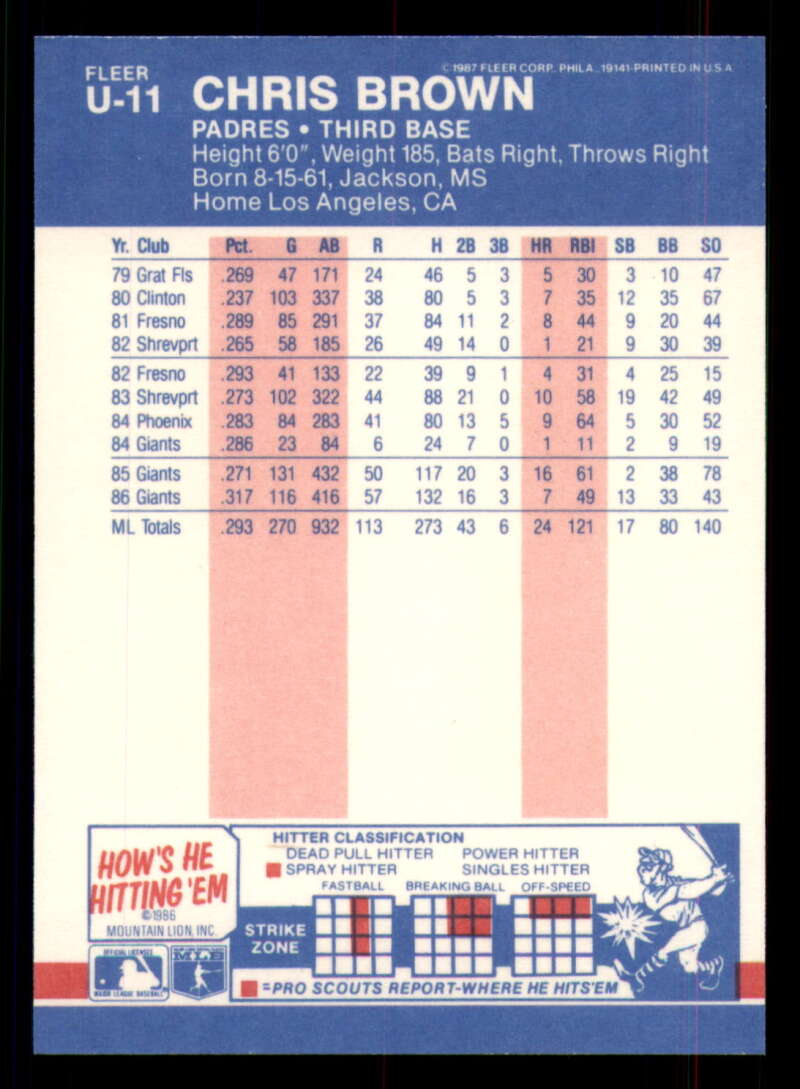 ©1987 FLEER CORP. PHILA., 19141-PRINTED IN U.S.A.
FLEER
U-11 CHRIS BROWN
PADRES • THIRD BASE
Height 6'0", Weight 185, Bats Right, Throws Right
Born 8-15-61, Jackson, MS
Home Los Angeles, CA
Yr. Club Pct. G AB R H 2B 3B HR RBI SB BB SO
79 Grat Fls .269 47 171 24 46 5 3 5 30 3 10 47
80 Clinton .237 103 337 38 80 5 3 7 35 12 35 67
81 Fresno .289 85 291 37 84 11 2 8 44 9 20 44
82 Shrevprt .265 58 185 26 49 14 0 1 21 9 30 39
82 Fresno .293 41 133 22 39 9 1 4 31 4 25 15
83 Shrevprt .273 102 322 44 88 21 0 10 58 19 42 49
84 Phoenix .283 84 283 41 80 13 5 9 64 5 30 52
84 Giants .286 23 84 6 24 7 0 1 11 2 9 19
85 Giants .271 131 432 50 117 20 3 16 61 2 38 78
86 Giants .317 116 416 57 132 16 3 7 49 13 33 43
ML Totals .293 270 932 113 273 43 6 24 121 17 80 140
HOW'S HE
HITTING 'EM
©1986
MOUNTAIN LION, INC.
HITTER CLASSIFICATION
DEAD PULL HITTER POWER HITTER
SPRAY HITTER SINGLES HITTER
FASTBALL BREAKING BALL OFF-SPEED
STRIKE
ZONE
OFFICIAL LICENSEE
MAJOR LEAGUE BASEBALL
MLB
=PRO SCOUTS REPORT-WHERE HE HITS'EM